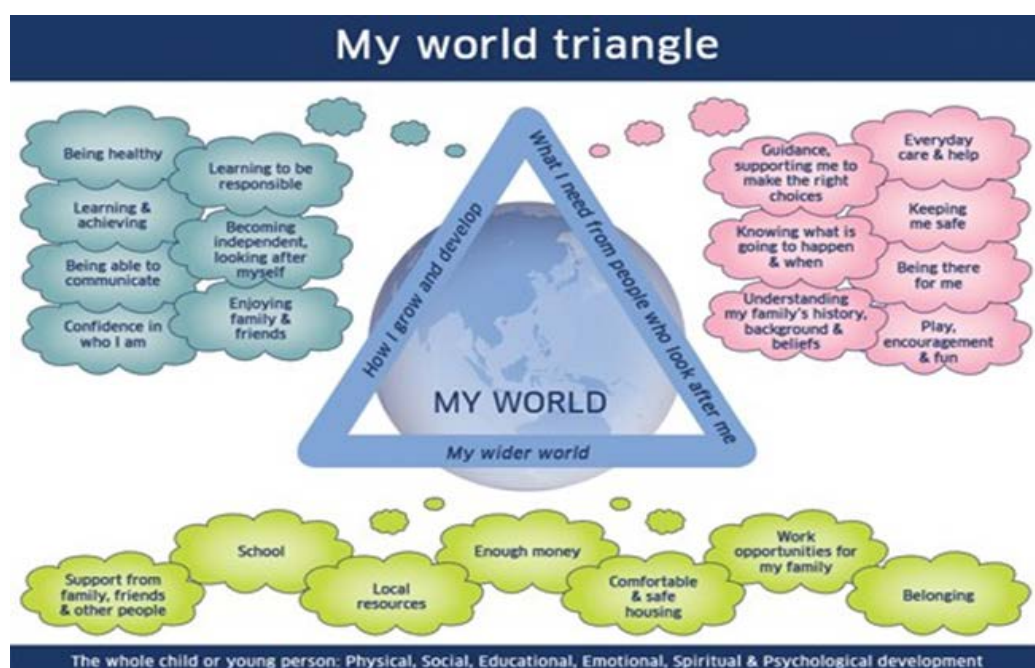 My world triangle
Being healthy
Learning to be
responsible
Learning &
achieving
Becoming
independent,
looking after
myself
Being able to
communicate
Enjoying
family &
friends
Confidence in
who I am
How I grow and develop
What I need from people who look after me
MY WORLD
My wider world
Guidance,
supporting me to
make the right
choices
Everyday
care & help
Knowing what is
going to happen
& when
Keeping
me safe
Understanding
my family's history,
background &
beliefs
Being there
for me
Play,
encouragement
& fun
Support from
family, friends
& other people
School
Local
resources
Enough money
Comfortable
& safe
housing
Work
opportunities for
my family
Belonging
The whole child or young person: Physical, Social, Educational, Emotional, Spiritual & Psychological development